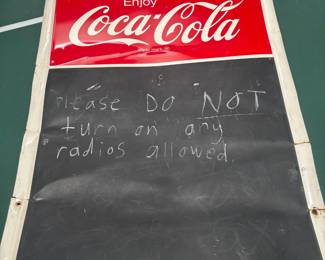 Enjoy
Coca-Cola
Please DO NOT
turn on any
radios allowed.